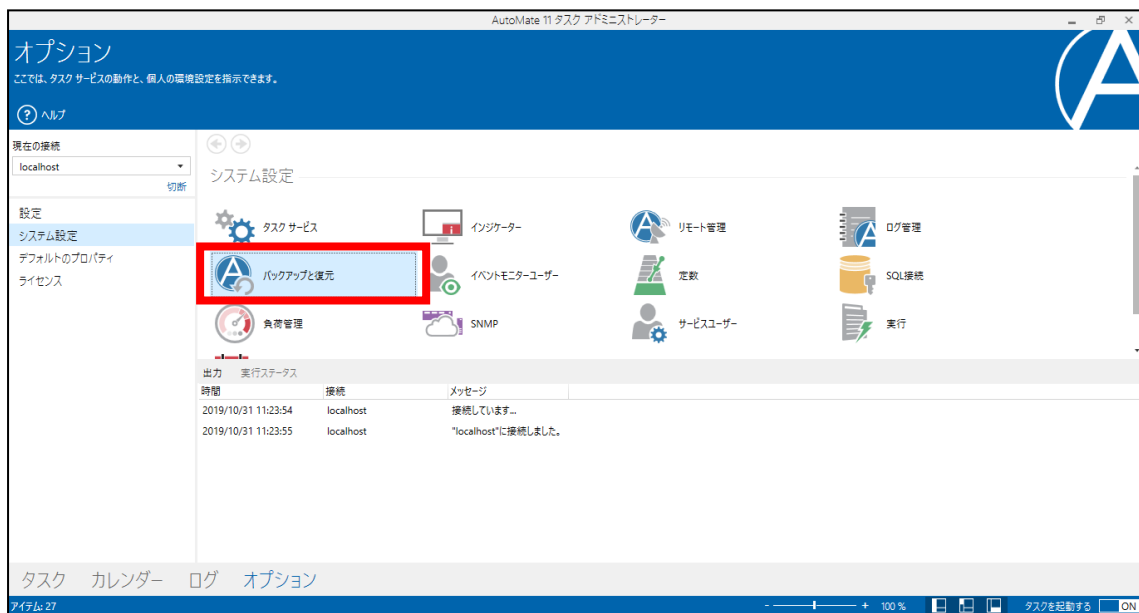 AutoMate 11 タスク アドミニストレーター
オプション
ここでは、タスク サービスの動作と、個人の環境設定を指示できます。
? ヘルプ
現在の接続
localhost
切断
設定
システム設定
デフォルトのプロパティ
ライセンス
システム設定
タスク サービス
インジケーター
リモート管理
ログ管理
バックアップと復元
イベントモニターユーザー
定数
SQL接続
負荷管理
SNMP
サービスユーザー
実行
出力 実行ステータス
時間 接続 メッセージ
2019/10/31 11:23:54 localhost 接続しています...
2019/10/31 11:23:55 localhost "localhost"に接続しました。
タスク カレンダー ログ オプション
アイテム: 27 - + 100 % タスクを起動する ON